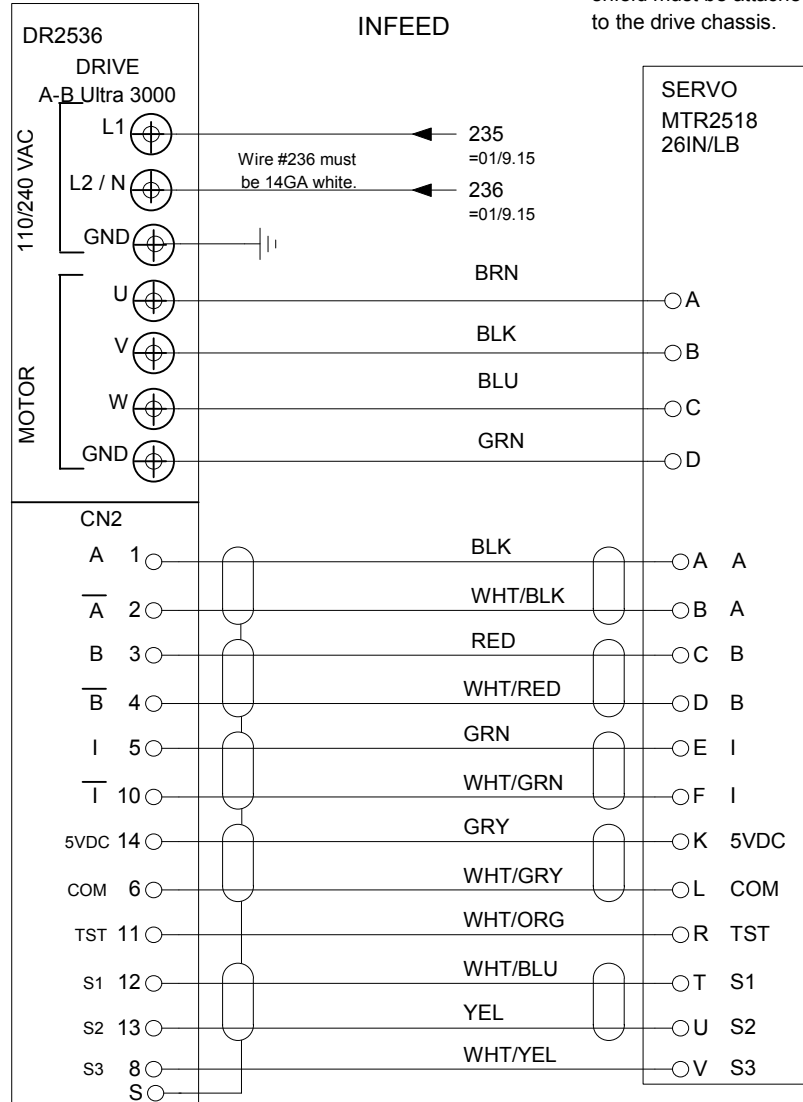 shield must be attache
to the drive chassis.
INFEED
DR2536
DRIVE
A-B Ultra 3000
110/240 VAC
L1
235
=01/9.15
Wire #236 must
be 14GA white.
L2 / N
236
=01/9.15
GND
MOTOR
U BRN A
V BLK B
W BLU C
GND GRN D
SERVO
MTR2518
26IN/LB
CN2
A 1 BLK A A
A̅ 2 WHT/BLK B A
B 3 RED C B
B̅ 4 WHT/RED D B
I 5 GRN E I
I̅ 10 WHT/GRN F I
5VDC 14 GRY K 5VDC
COM 6 WHT/GRY L COM
TST 11 WHT/ORG R TST
S1 12 WHT/BLU T S1
S2 13 YEL U S2
S3 8 WHT/YEL V S3
S